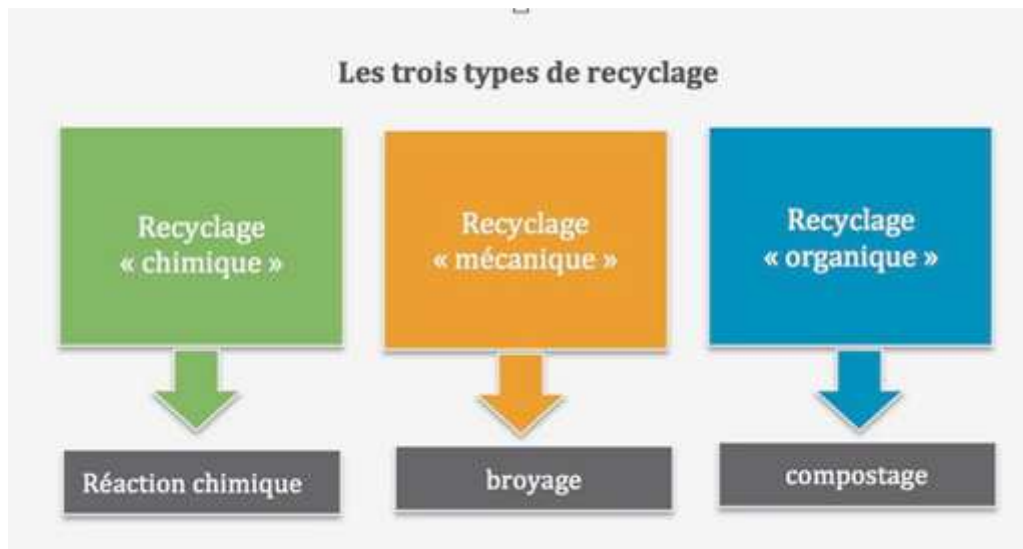 Les trois types de recyclage
Recyclage
« chimique »
Recyclage
« mécanique »
Recyclage
« organique »
Réaction chimique
broyage
compostage